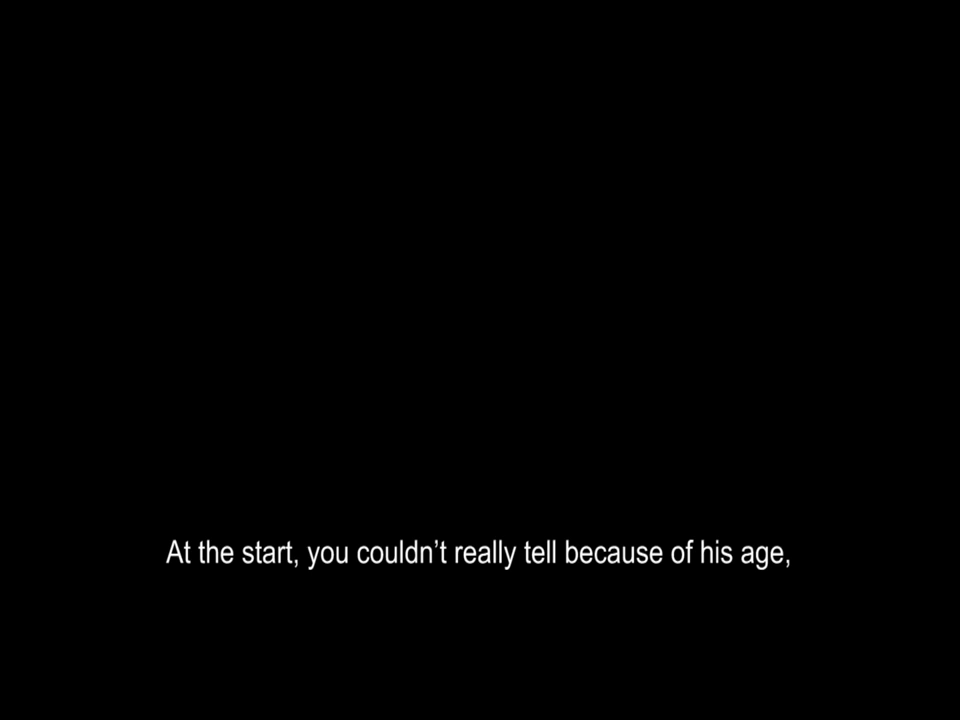 At the start, you couldn’t really tell because of his age,